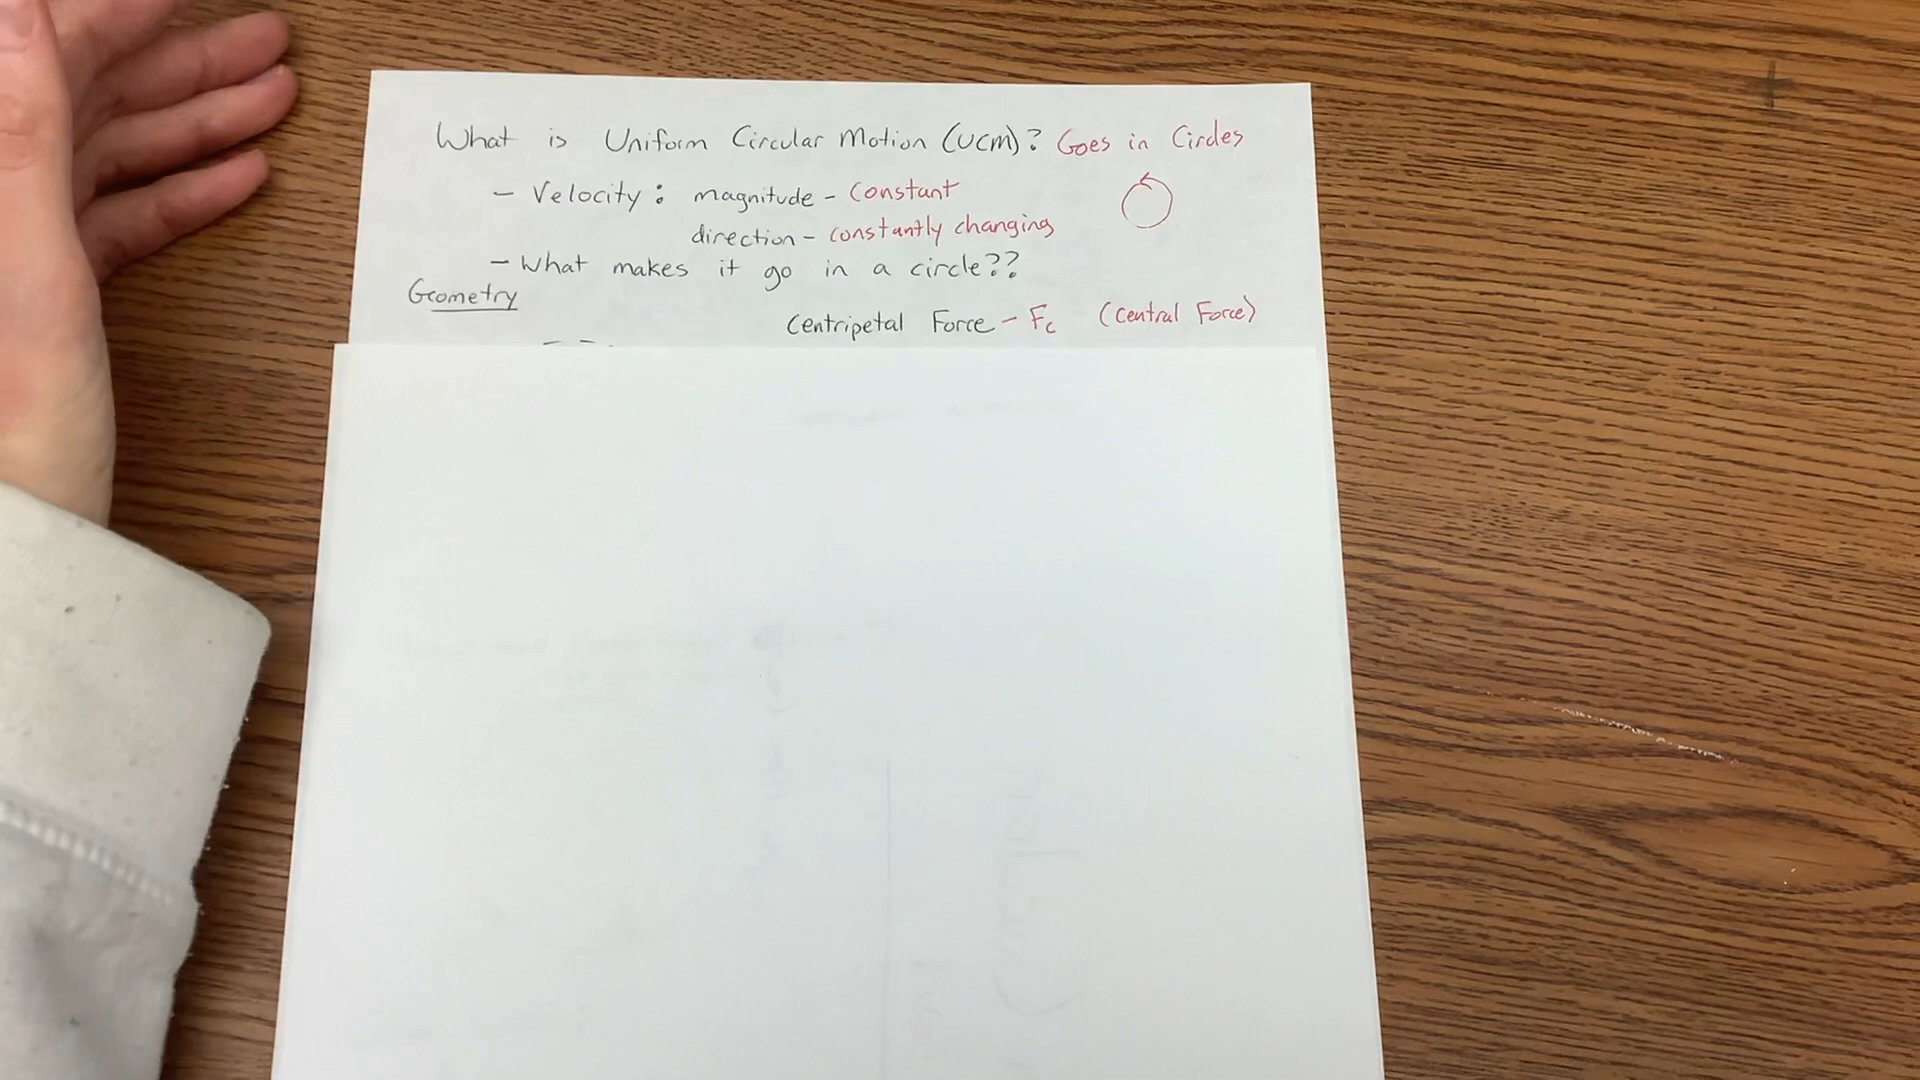 What is Uniform Circular Motion (UCM)? Goes in Circles
- Velocity: magnitude - Constant
direction - constantly changing
- What makes it go in a circle??
Geometry
Centripetal Force - Fc (Central Force)